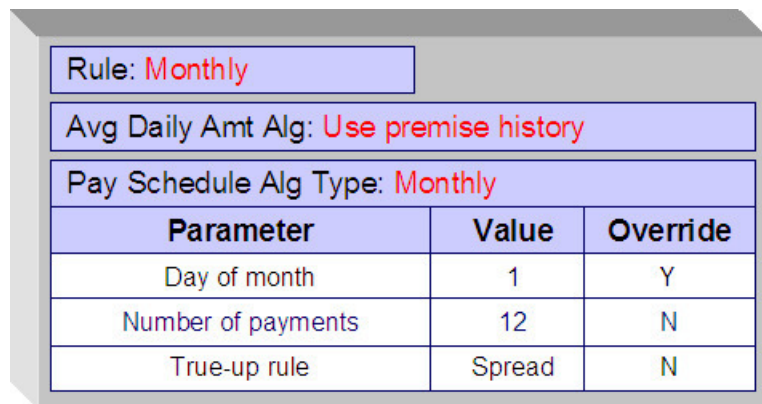 Rule: Monthly
Avg Daily Amt Alg: Use premise history
Pay Schedule Alg Type: Monthly
Parameter Value Override
Day of month 1 Y
Number of payments 12 N
True-up rule Spread N